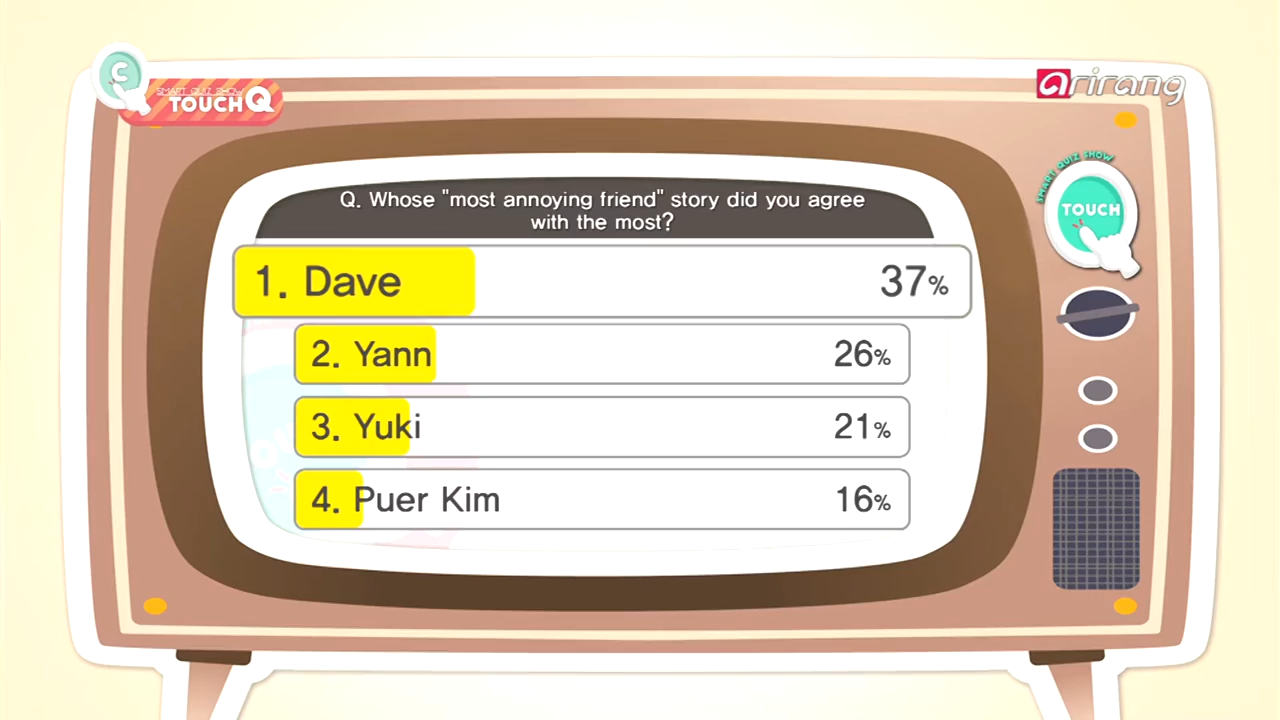 C
SMART QUIZ SHOW
TOUCH Q
arirang
SMART QUIZ SHOW
TOUCH
Q. Whose "most annoying friend" story did you agree
with the most?
1. Dave 37%
2. Yann 26%
3. Yuki 21%
4. Puer Kim 16%